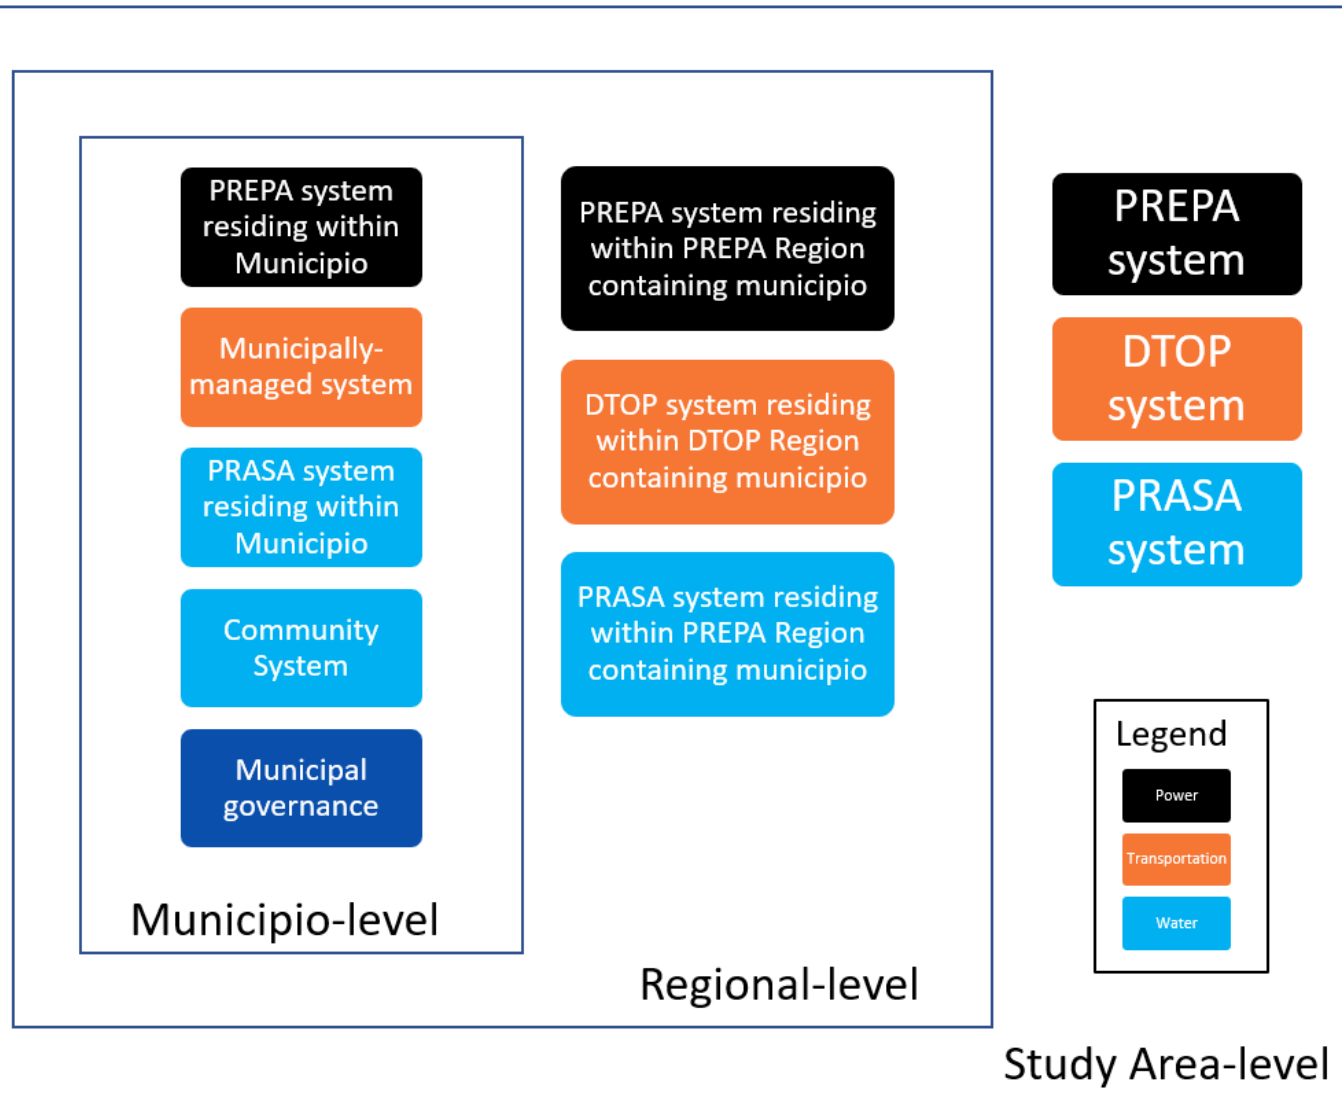 PREPA system
residing within
Municipio
Municipally-
managed system
PRASA system
residing within
Municipio
Community
System
Municipal
governance
Municipio-level
PREPA system residing
within PREPA Region
containing municipio
DTOP system residing
within DTOP Region
containing municipio
PRASA system residing
within PREPA Region
containing municipio
Regional-level
PREPA
system
DTOP
system
PRASA
system
Legend
Power
Transportation
Water
Study Area-level